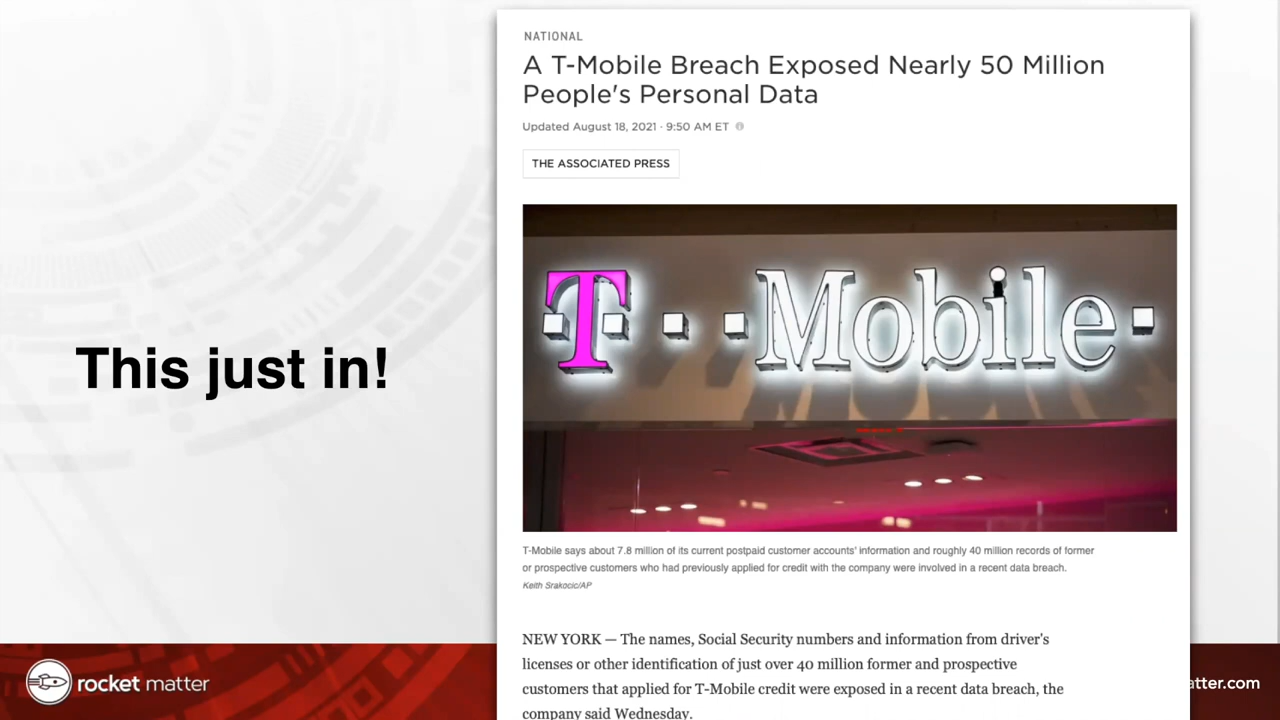 This just in!
NATIONAL
A T-Mobile Breach Exposed Nearly 50 Million
People's Personal Data
Updated August 18, 2021 · 9:50 AM ET
THE ASSOCIATED PRESS
T · · Mobile ·
T-Mobile says about 7.8 million of its current postpaid customer accounts' information and roughly 40 million records of former
or prospective customers who had previously applied for credit with the company were involved in a recent data breach.
Keith Srakocic/AP
NEW YORK — The names, Social Security numbers and information from driver's
licenses or other identification of just over 40 million former and prospective
customers that applied for T-Mobile credit were exposed in a recent data breach, the
company said Wednesday.
rocket matter
atter.com